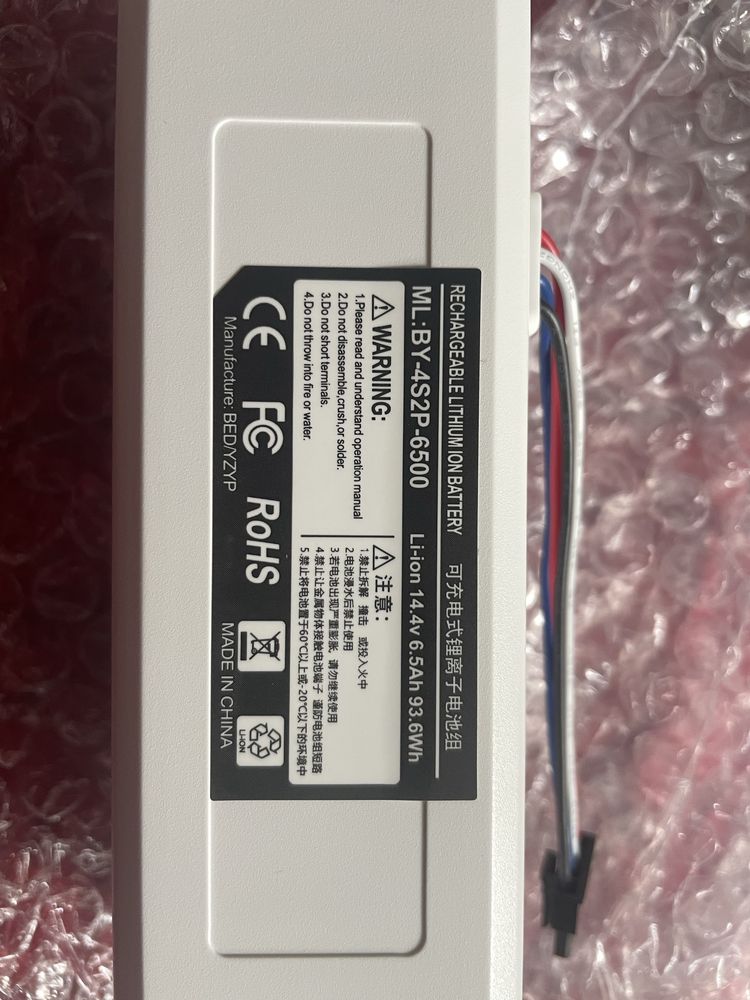 RECHARGEABLE LITHIUM ION BATTERY 可充电式锂离子电池组
ML:BY-4S2P-6500 Li-ion 14.4v 6.5Ah 93.6Wh
WARNING:
1.Please read and understand operation manual
2.Do not disassemble,crush,or solder.
3.Do not short terminals.
4.Do not throw into fire or water.
注意：
1.禁止拆解 撞击 或投入火中
2.电池浸水后禁止使用
3.若电池出现严重膨胀，请勿继续使用
4.禁止让金属物体接触电池端子 谨防电池组短路
5.禁止将电池置于60℃以上或-20℃以下的环境中
CE FC RoHS
LI-ION
Manufacture: BED/YZYP MADE IN CHINA